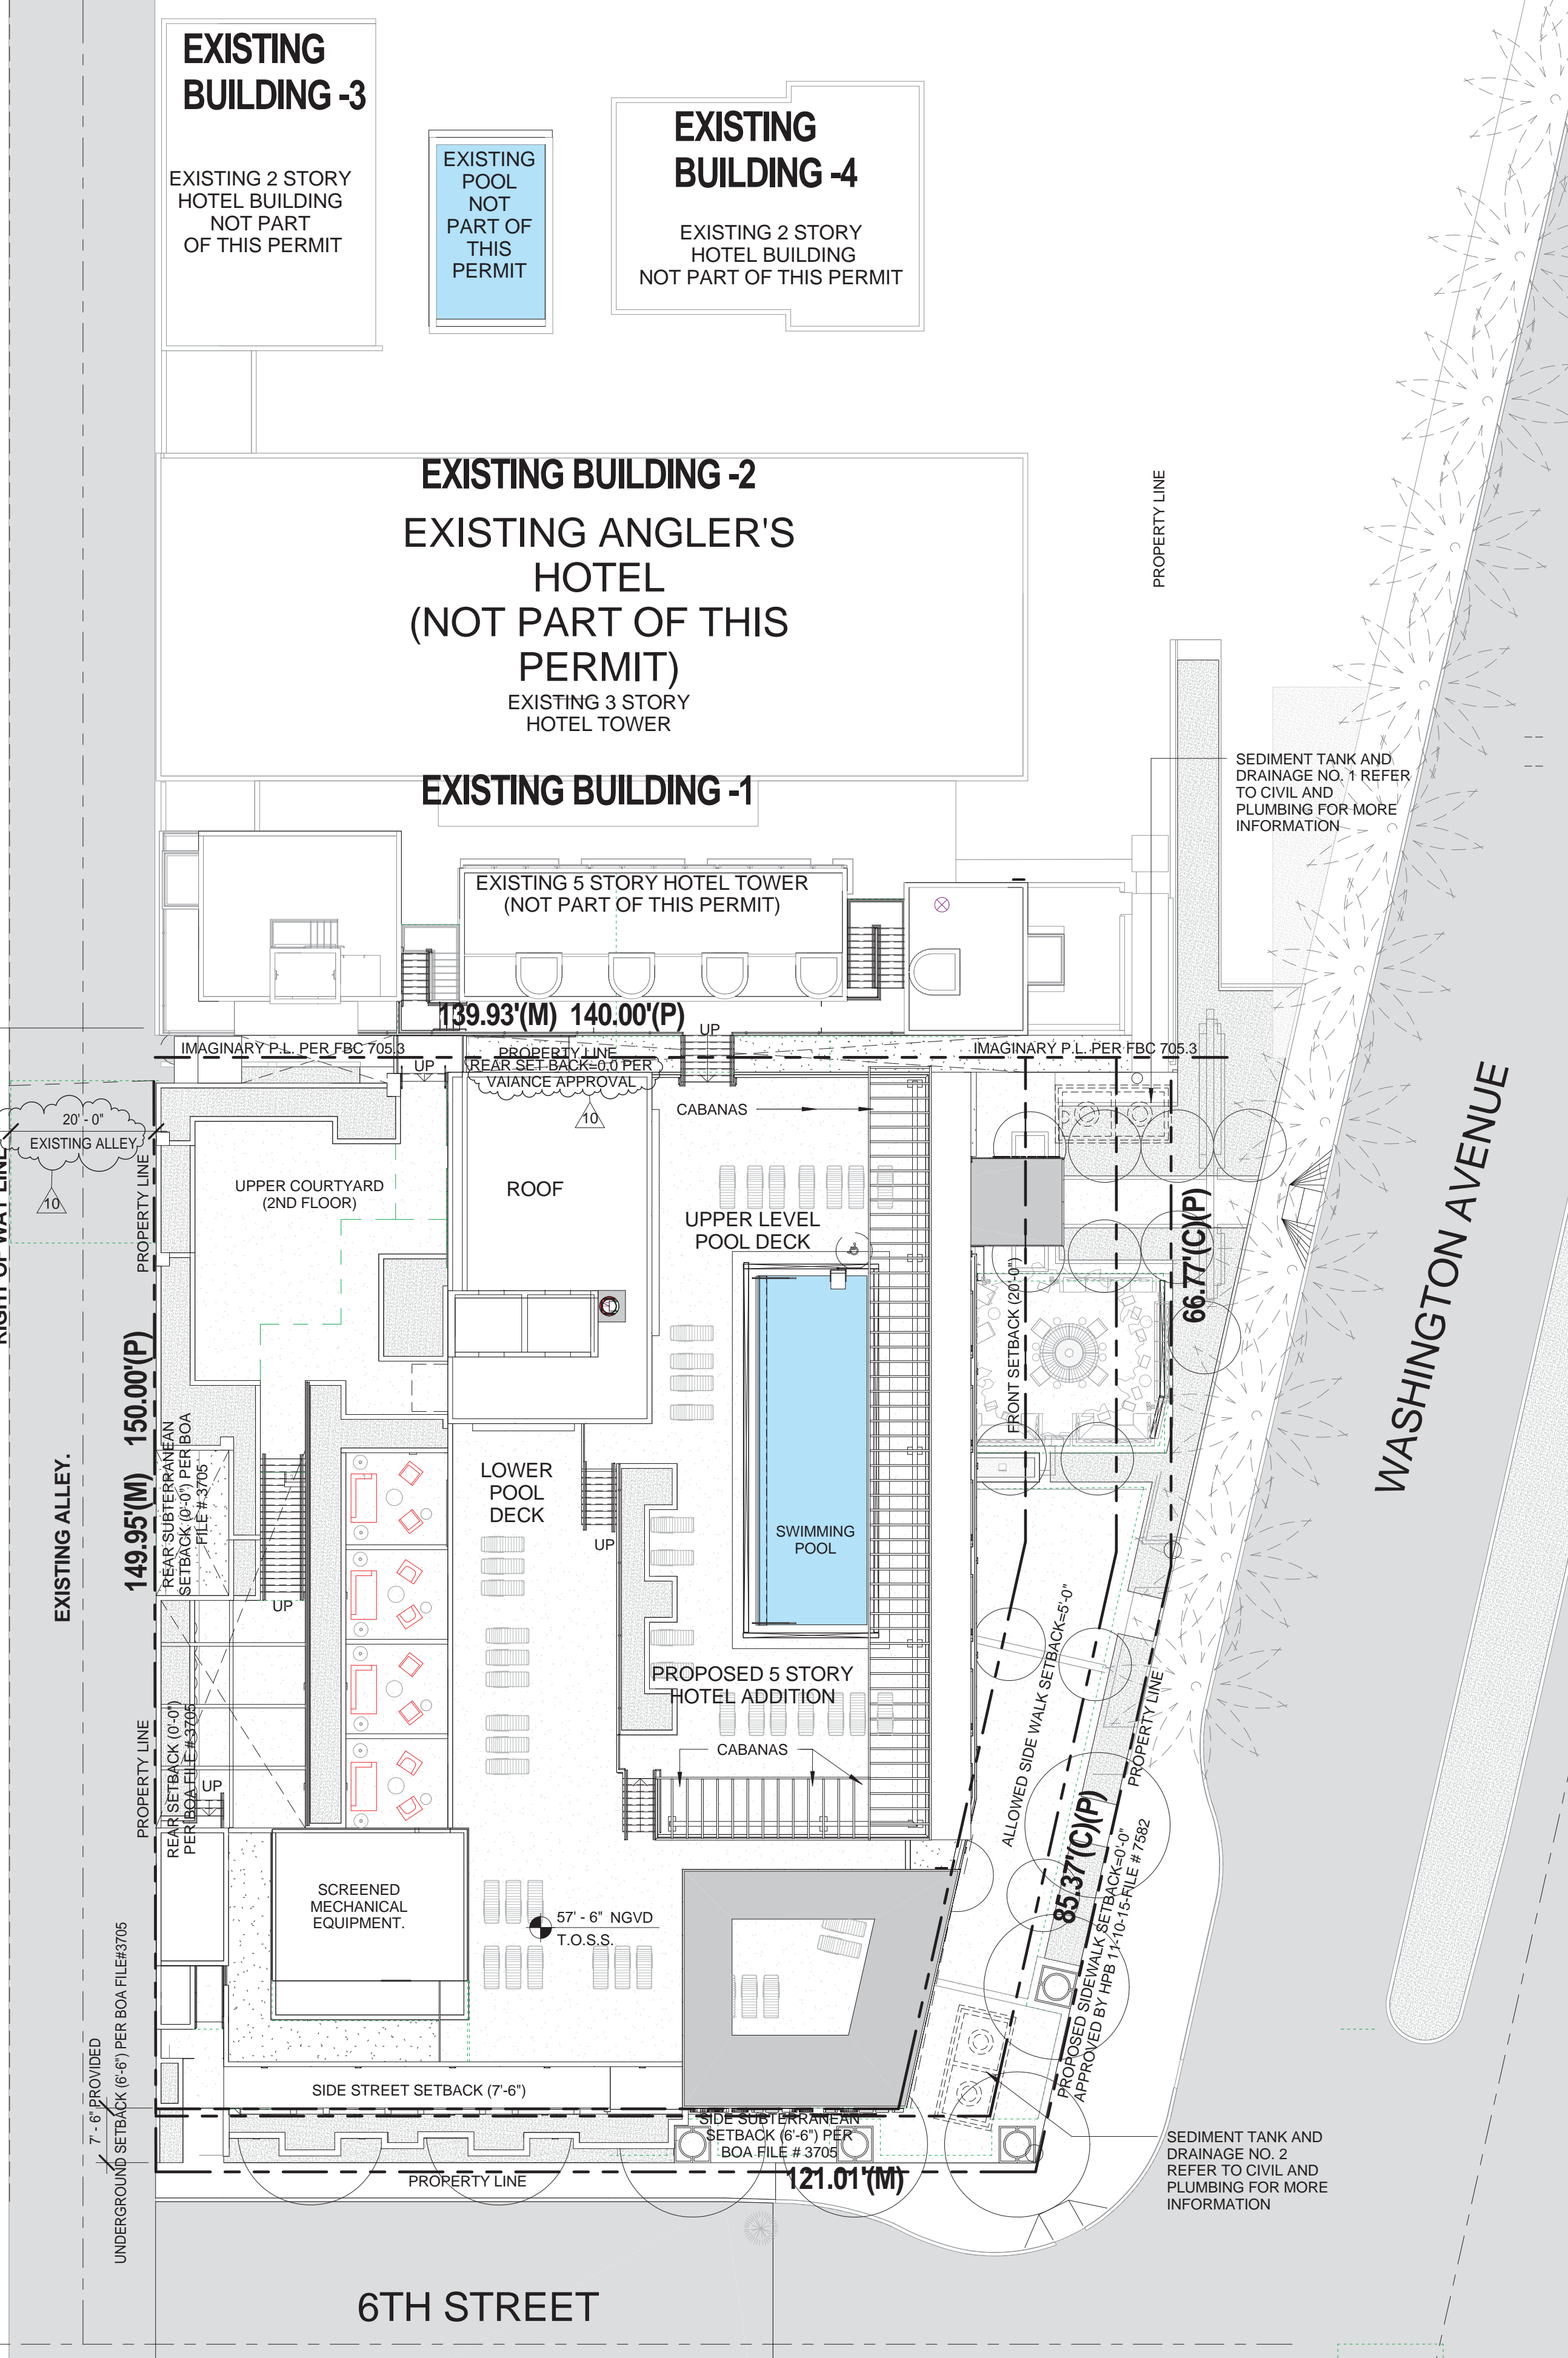 EXISTING
BUILDING -3
EXISTING 2 STORY
HOTEL BUILDING
NOT PART
OF THIS PERMIT
EXISTING
POOL
NOT
PART OF
THIS
PERMIT
EXISTING
BUILDING -4
EXISTING 2 STORY
HOTEL BUILDING
NOT PART OF THIS PERMIT
EXISTING BUILDING -2
EXISTING ANGLER'S
HOTEL
(NOT PART OF THIS
PERMIT)
EXISTING 3 STORY
HOTEL TOWER
PROPERTY LINE
EXISTING BUILDING -1
SEDIMENT TANK AND
DRAINAGE NO. 1 REFER
TO CIVIL AND
PLUMBING FOR MORE
INFORMATION
EXISTING 5 STORY HOTEL TOWER
(NOT PART OF THIS PERMIT)
139.93'(M) 140.00'(P)
UP
IMAGINARY P.L. PER FBC 705.3
PROPERTY LINE
REAR SET BACK=0.0 PER
VAIANCE APPROVAL
10
UP
IMAGINARY P.L. PER FBC 705.3
CABANAS
20' - 0"
EXISTING ALLEY
10
RIGHT OF WAY LINE
PROPERTY LINE
UPPER COURTYARD
(2ND FLOOR)
ROOF
UPPER LEVEL
POOL DECK
FRONT SETBACK (20'-0")
66.77'(C)(P)
WASHINGTON AVENUE
149.95'(M) 150.00'(P)
REAR SUBTERRANEAN
SETBACK (0'-0") PER BOA
FILE # 3705
EXISTING ALLEY.
LOWER
POOL
DECK
UP
UP
SWIMMING
POOL
PROPOSED 5 STORY
HOTEL ADDITION
CABANAS
ALLOWED SIDE WALK SETBACK=5'-0"
PROPERTY LINE
85.37'(C)(P)
PROPOSED SIDEWALK SETBACK=0'-0"
APPROVED BY HPB 11-10-15-FILE # 7582
PROPERTY LINE
REAR SETBACK (0'-0")
PER BOA FILE # 3705
UP
SCREENED
MECHANICAL
EQUIPMENT.
57' - 6" NGVD
T.O.S.S.
7' - 6" PROVIDED
UNDERGROUND SETBACK (6'-6") PER BOA FILE#3705
SIDE STREET SETBACK (7'-6")
SIDE SUBTERRANEAN
SETBACK (6'-6") PER
BOA FILE # 3705
PROPERTY LINE
121.01'(M)
SEDIMENT TANK AND
DRAINAGE NO. 2
REFER TO CIVIL AND
PLUMBING FOR MORE
INFORMATION
6TH STREET